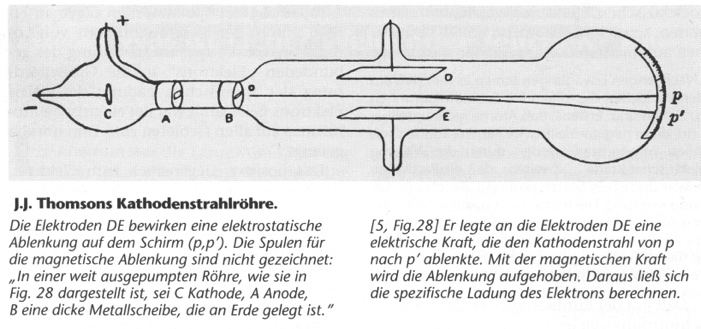 +
−
C
A
B
D
E
p
p'
J.J. Thomsons Kathodenstrahlröhre.
Die Elektroden DE bewirken eine elektrostatische
Ablenkung auf dem Schirm (p,p'). Die Spulen für
die magnetische Ablenkung sind nicht gezeichnet:
„In einer weit ausgepumpten Röhre, wie sie in
Fig. 28 dargestellt ist, sei C Kathode, A Anode,
B eine dicke Metallscheibe, die an Erde gelegt ist.”
[5, Fig.28] Er legte an die Elektroden DE eine
elektrische Kraft, die den Kathodenstrahl von p
nach p' ablenkte. Mit der magnetischen Kraft
wird die Ablenkung aufgehoben. Daraus ließ sich
die spezifische Ladung des Elektrons berechnen.